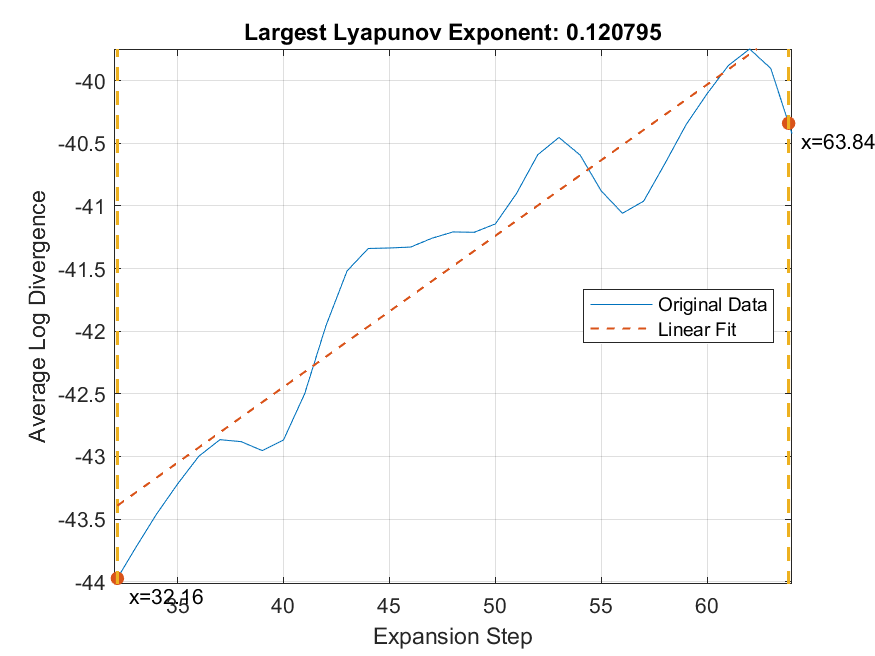 Largest Lyapunov Exponent: 0.120795
-40
-40.5
-41
-41.5
-42
-42.5
-43
-43.5
-44
Average Log Divergence
x=63.84
Original Data
Linear Fit
x=32.16
35
40
45
50
55
60
Expansion Step